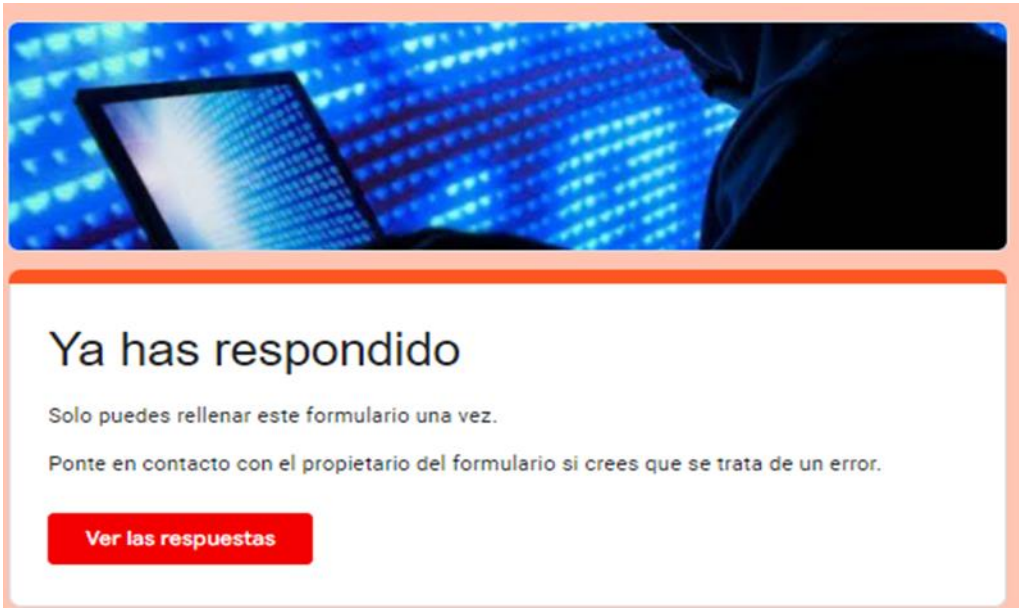 Ya has respondido
Solo puedes rellenar este formulario una vez.
Ponte en contacto con el propietario del formulario si crees que se trata de un error.
Ver las respuestas